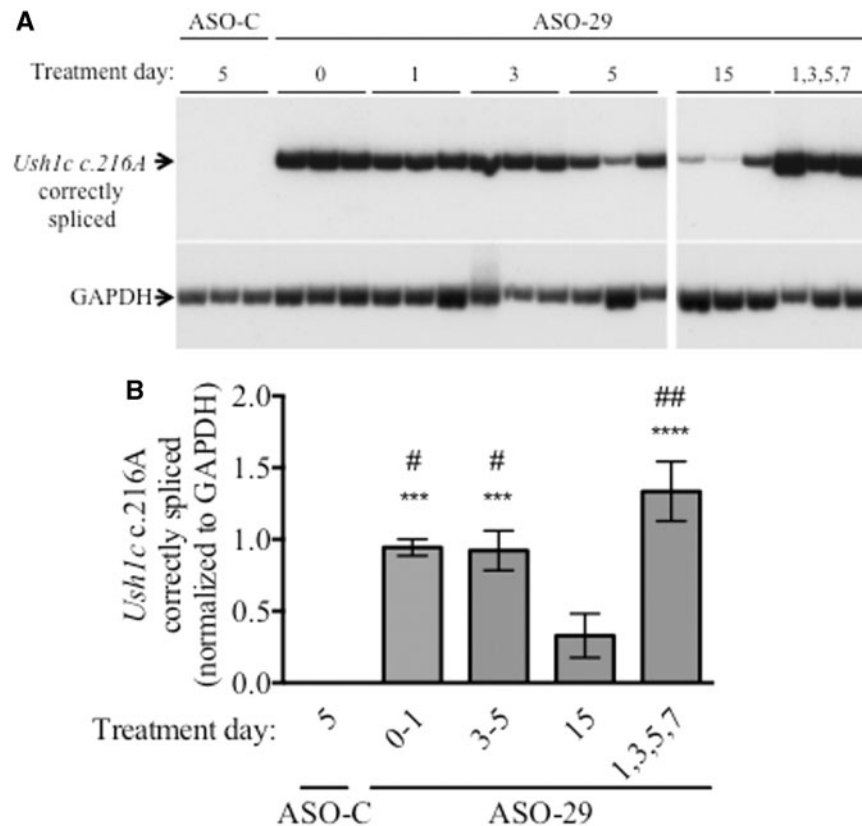 A
ASO-C ASO-29
Treatment day: 5 0 1 3 5 15 1,3,5,7
Ush1c c.216A
correctly
spliced
GAPDH
B
Ush1c c.216A
correctly spliced
(normalized to GAPDH)
2.0
1.5
1.0
0.5
0.0
# # ##
*** *** ****
Treatment day: 5 0-1 3-5 15 1,3,5,7
ASO-C ASO-29